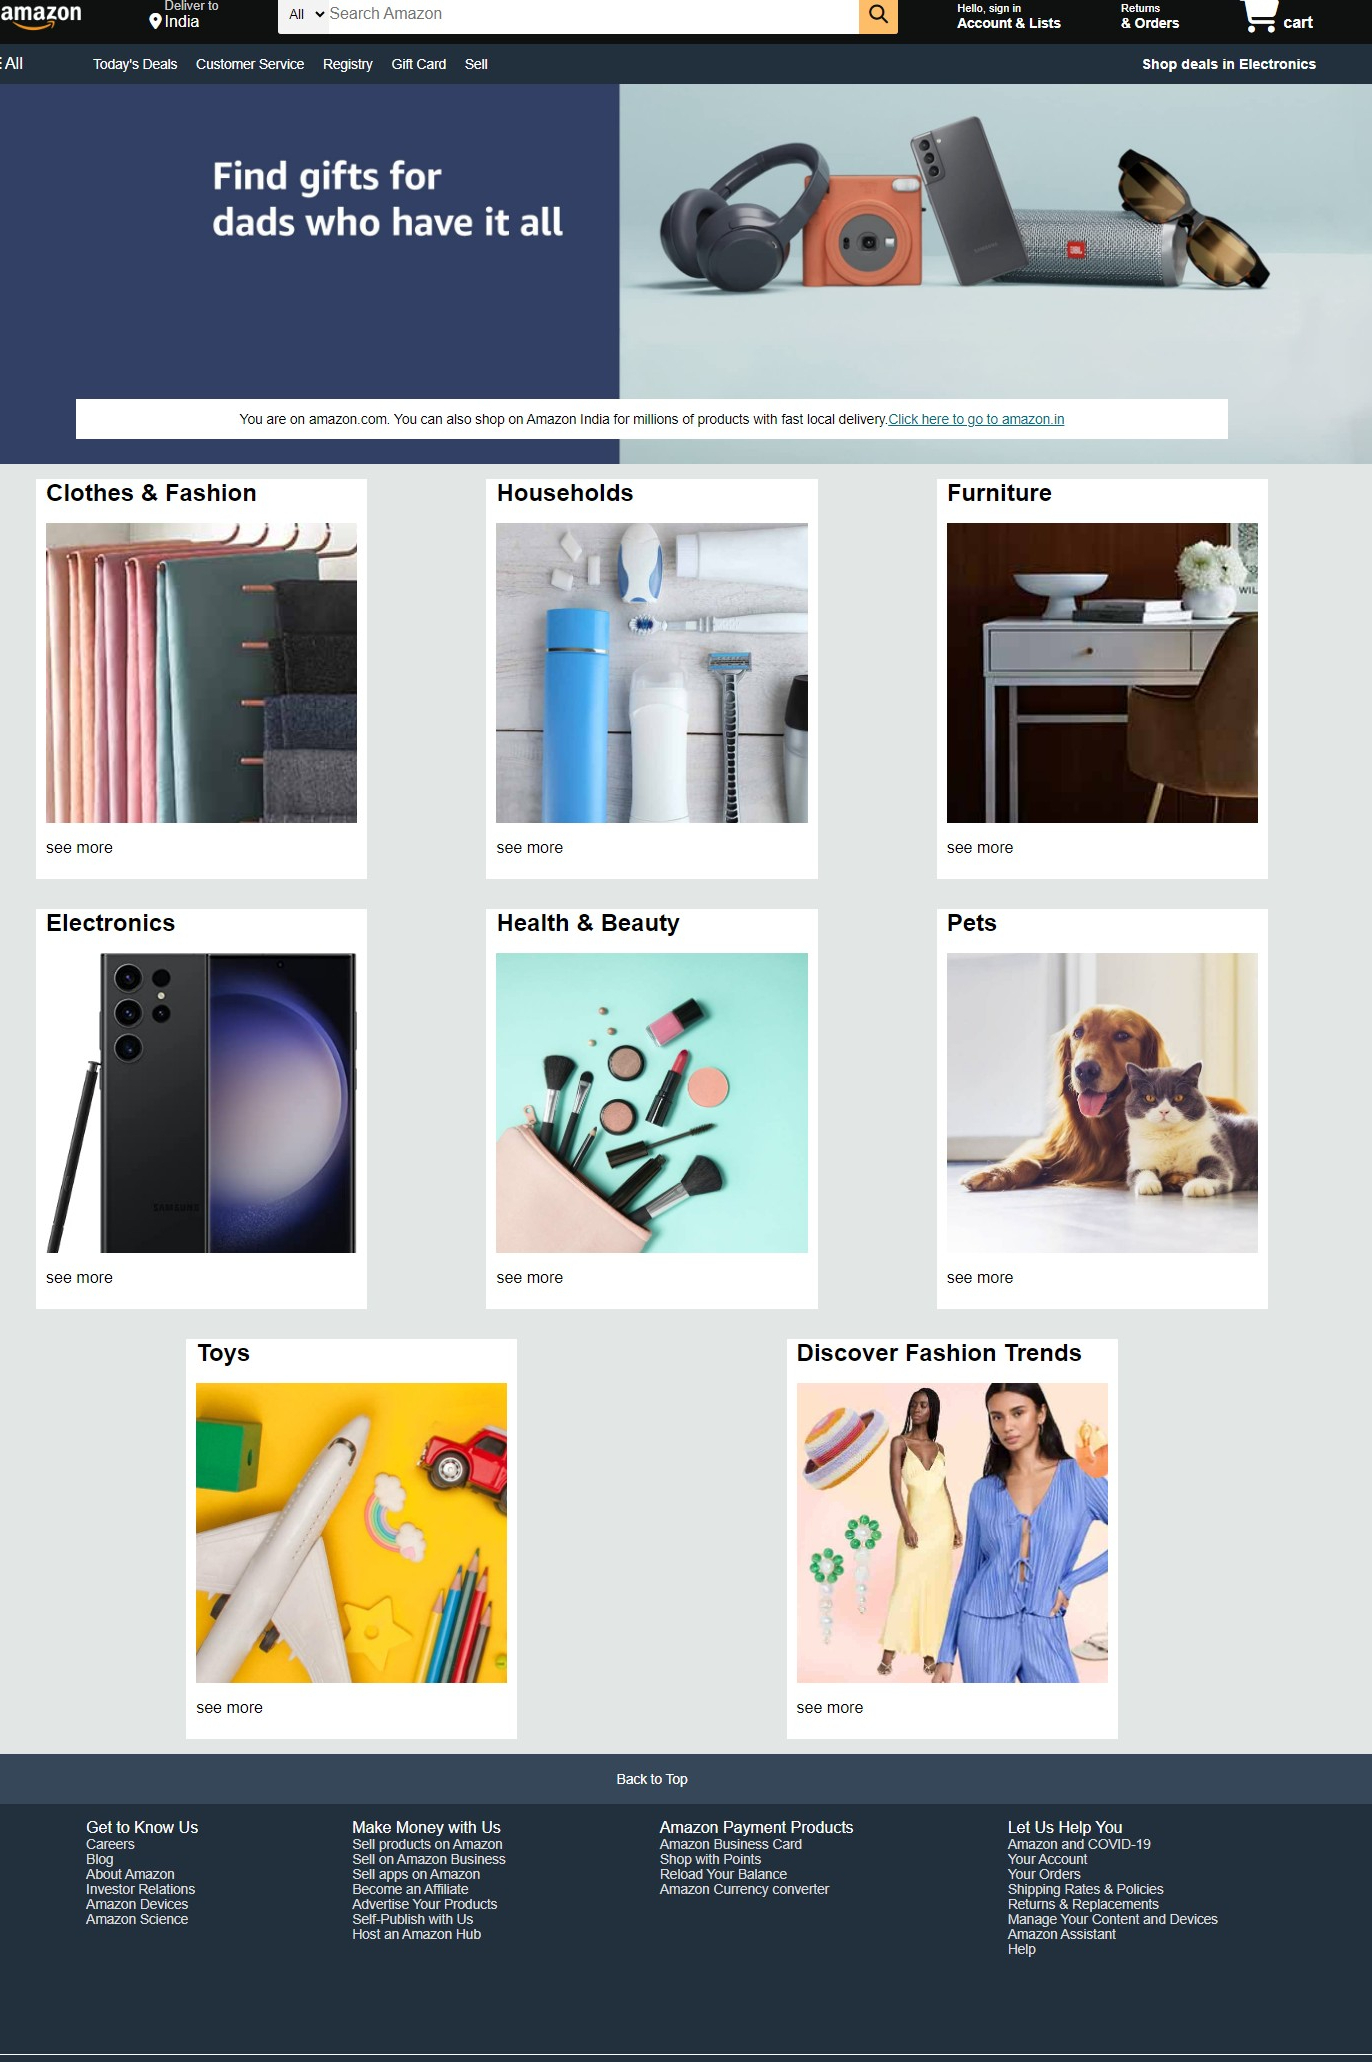 amazon
Deliver to
India
All
Search Amazon
Hello, sign in
Account & Lists
Returns
& Orders
cart
All
Today's Deals
Customer Service
Registry
Gift Card
Sell
Shop deals in Electronics
Find gifts for
dads who have it all
JBL
SAMSUNG
You are on amazon.com. You can also shop on Amazon India for millions of products with fast local delivery.Click here to go to amazon.in
Clothes & Fashion
Households
Furniture
WIL
see more
see more
see more
Electronics
Health & Beauty
Pets
SAMSUNG
see more
see more
see more
Toys
Discover Fashion Trends
see more
see more
Back to Top
Get to Know Us
Careers
Blog
About Amazon
Investor Relations
Amazon Devices
Amazon Science
Make Money with Us
Sell products on Amazon
Sell on Amazon Business
Sell apps on Amazon
Become an Affiliate
Advertise Your Products
Self-Publish with Us
Host an Amazon Hub
Amazon Payment Products
Amazon Business Card
Shop with Points
Reload Your Balance
Amazon Currency converter
Let Us Help You
Amazon and COVID-19
Your Account
Your Orders
Shipping Rates & Policies
Returns & Replacements
Manage Your Content and Devices
Amazon Assistant
Help